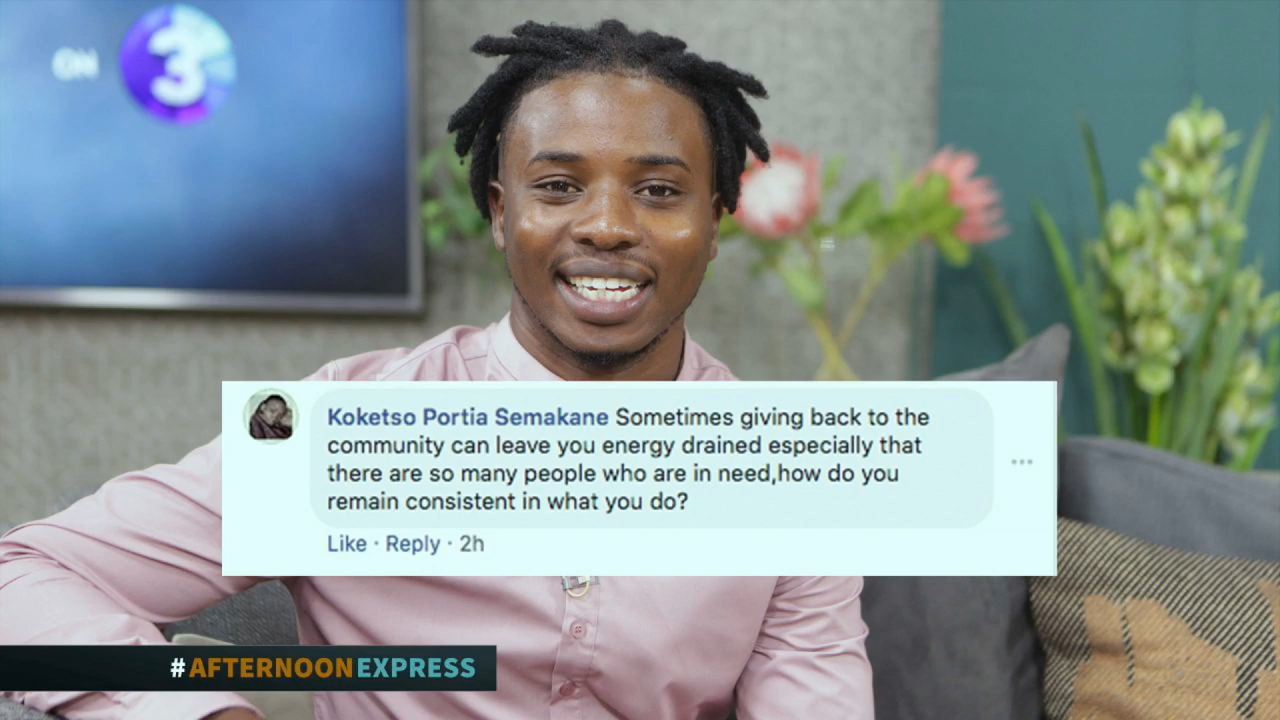 ON 3
Koketso Portia Semakane Sometimes giving back to the
community can leave you energy drained especially that
there are so many people who are in need,how do you
remain consistent in what you do?
Like · Reply · 2h
#AFTERNOONEXPRESS